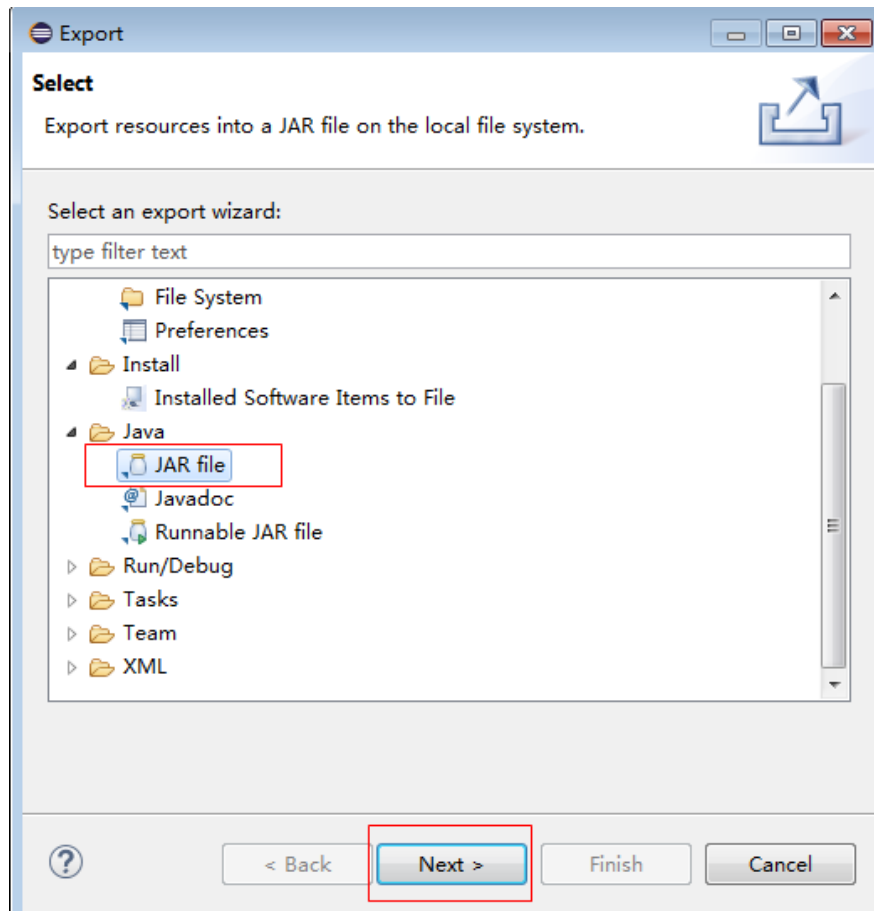 Export
Select
Export resources into a JAR file on the local file system.
Select an export wizard:
type filter text
File System
Preferences
Install
Installed Software Items to File
Java
JAR file
Javadoc
Runnable JAR file
Run/Debug
Tasks
Team
XML
< Back Next > Finish Cancel